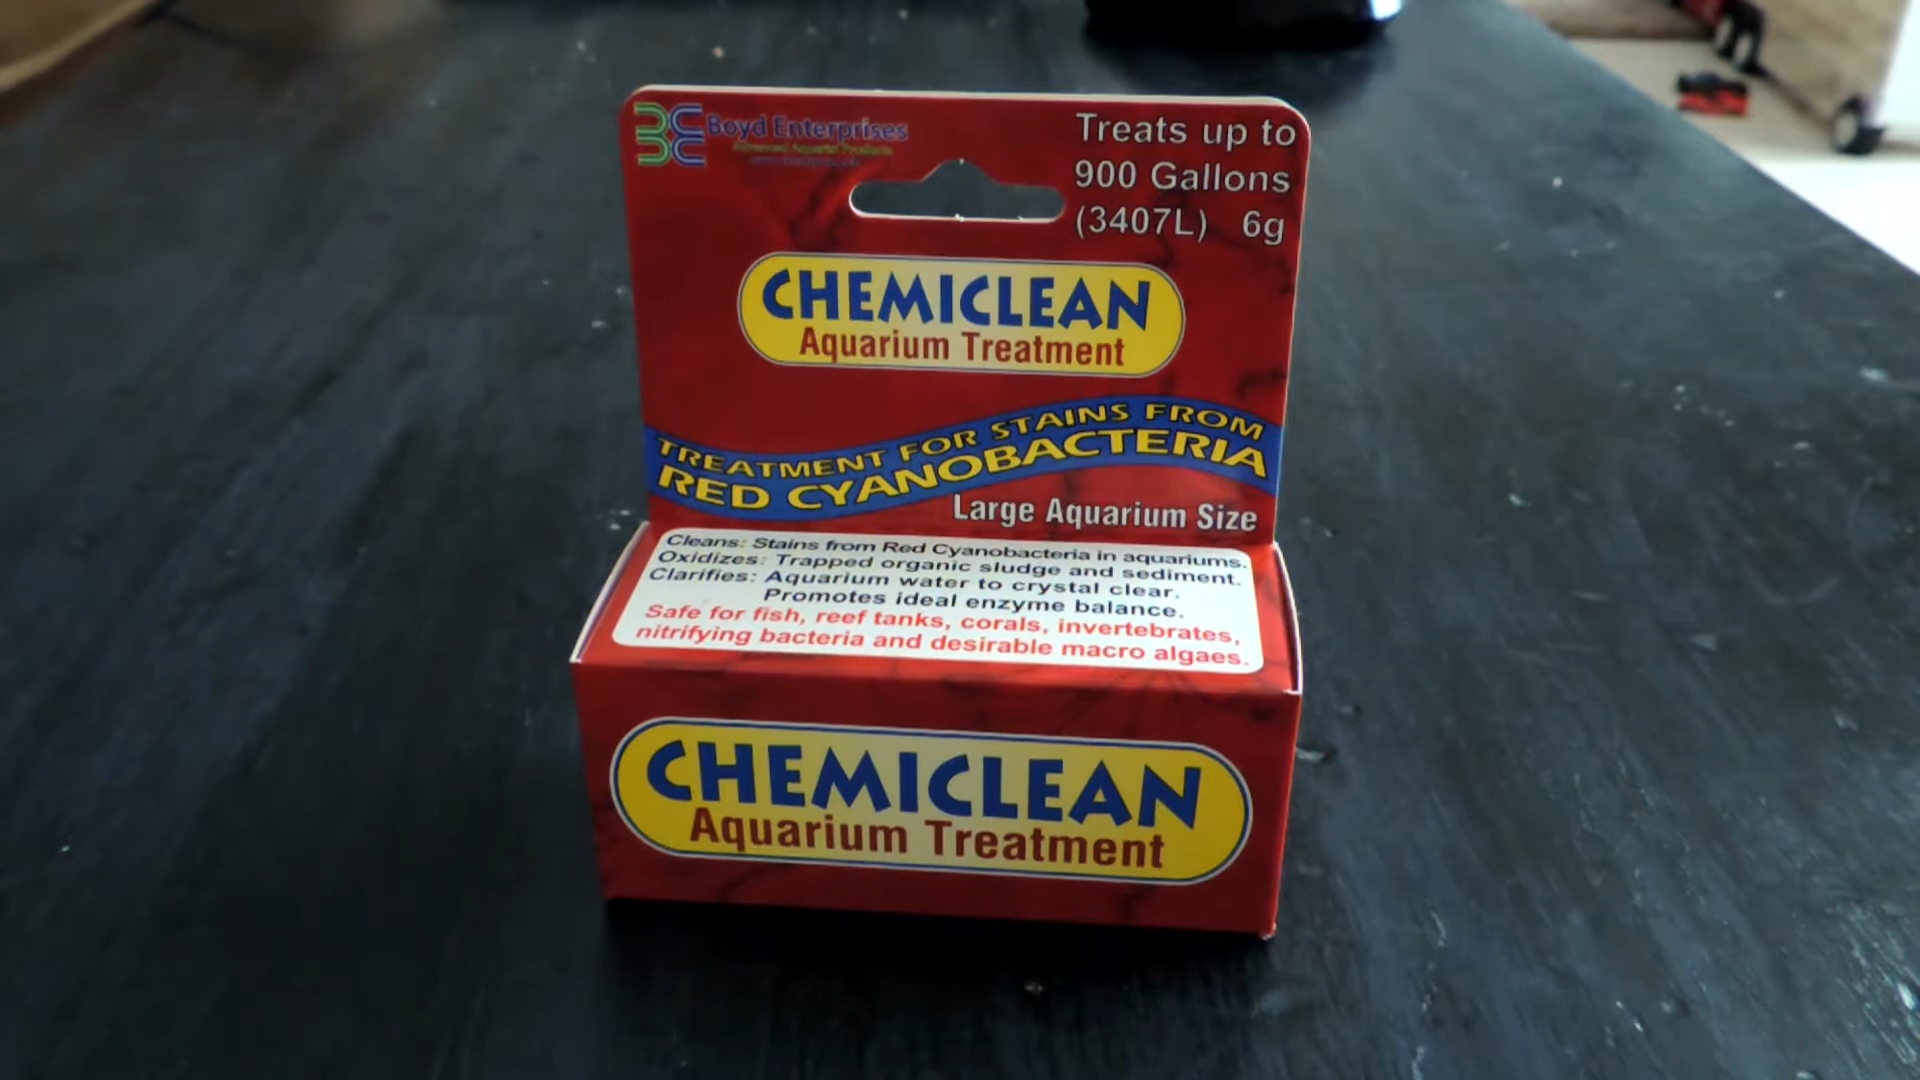 Boyd Enterprises
Advanced Aquarial Products
Treats up to
900 Gallons
(3407L) 6g
CHEMICLEAN
Aquarium Treatment
TREATMENT FOR STAINS FROM
RED CYANOBACTERIA
Large Aquarium Size
Cleans: Stains from Red Cyanobacteria in aquariums.
Oxidizes: Trapped organic sludge and sediment.
Clarifies: Aquarium water to crystal clear.
Promotes ideal enzyme balance.
Safe for fish, reef tanks, corals, invertebrates,
nitrifying bacteria and desirable macro algaes.
CHEMICLEAN
Aquarium Treatment